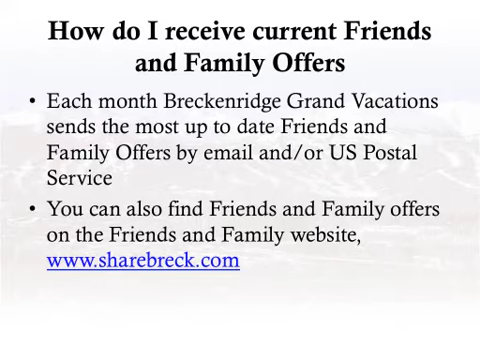 How do I receive current Friends
and Family Offers
• Each month Breckenridge Grand Vacations
sends the most up to date Friends and
Family Offers by email and/or US Postal
Service
• You can also find Friends and Family offers
on the Friends and Family website,
www.sharebreck.com